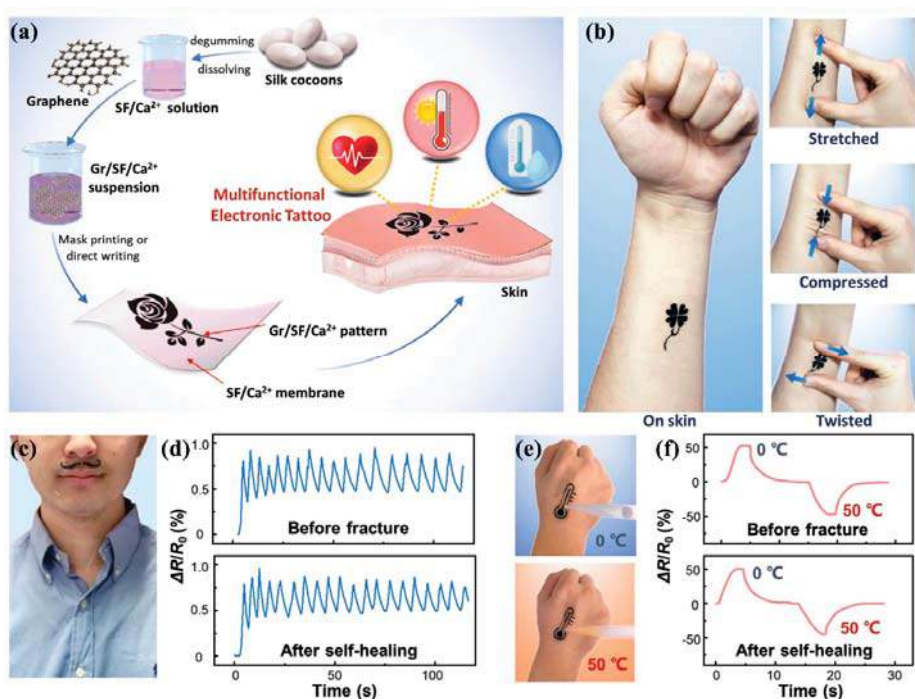 (a)
degumming
dissolving
Silk cocoons
Graphene
SF/Ca²⁺ solution
Gr/SF/Ca²⁺
suspension
Multifunctional
Electronic Tattoo
Mask printing or
direct writing
Skin
Gr/SF/Ca²⁺ pattern
SF/Ca²⁺ membrane
(b)
Stretched
Compressed
On skin
Twisted
(c)
(d)
1.0
0.5
0
Before fracture
ΔR/R₀ (%)
1.0
0.5
0.0
After self-healing
0
50
100
Time (s)
(e)
0 °C
50 °C
(f)
50
0
-50
0 °C
50 °C
Before fracture
ΔR/R₀ (%)
50
0
-50
0 °C
50 °C
After self-healing
0
10
20
30
Time (s)